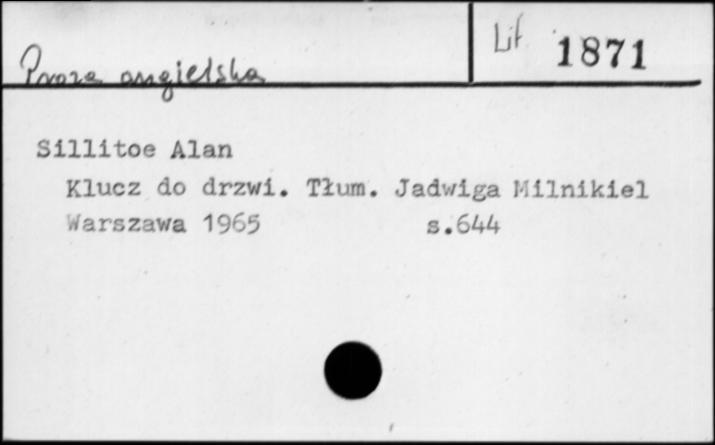 Proza angielska
Lit 1871
Sillitoe Alan
Klucz do drzwi. Tłum. Jadwiga Milnikiel
Warszawa 1965 s.644